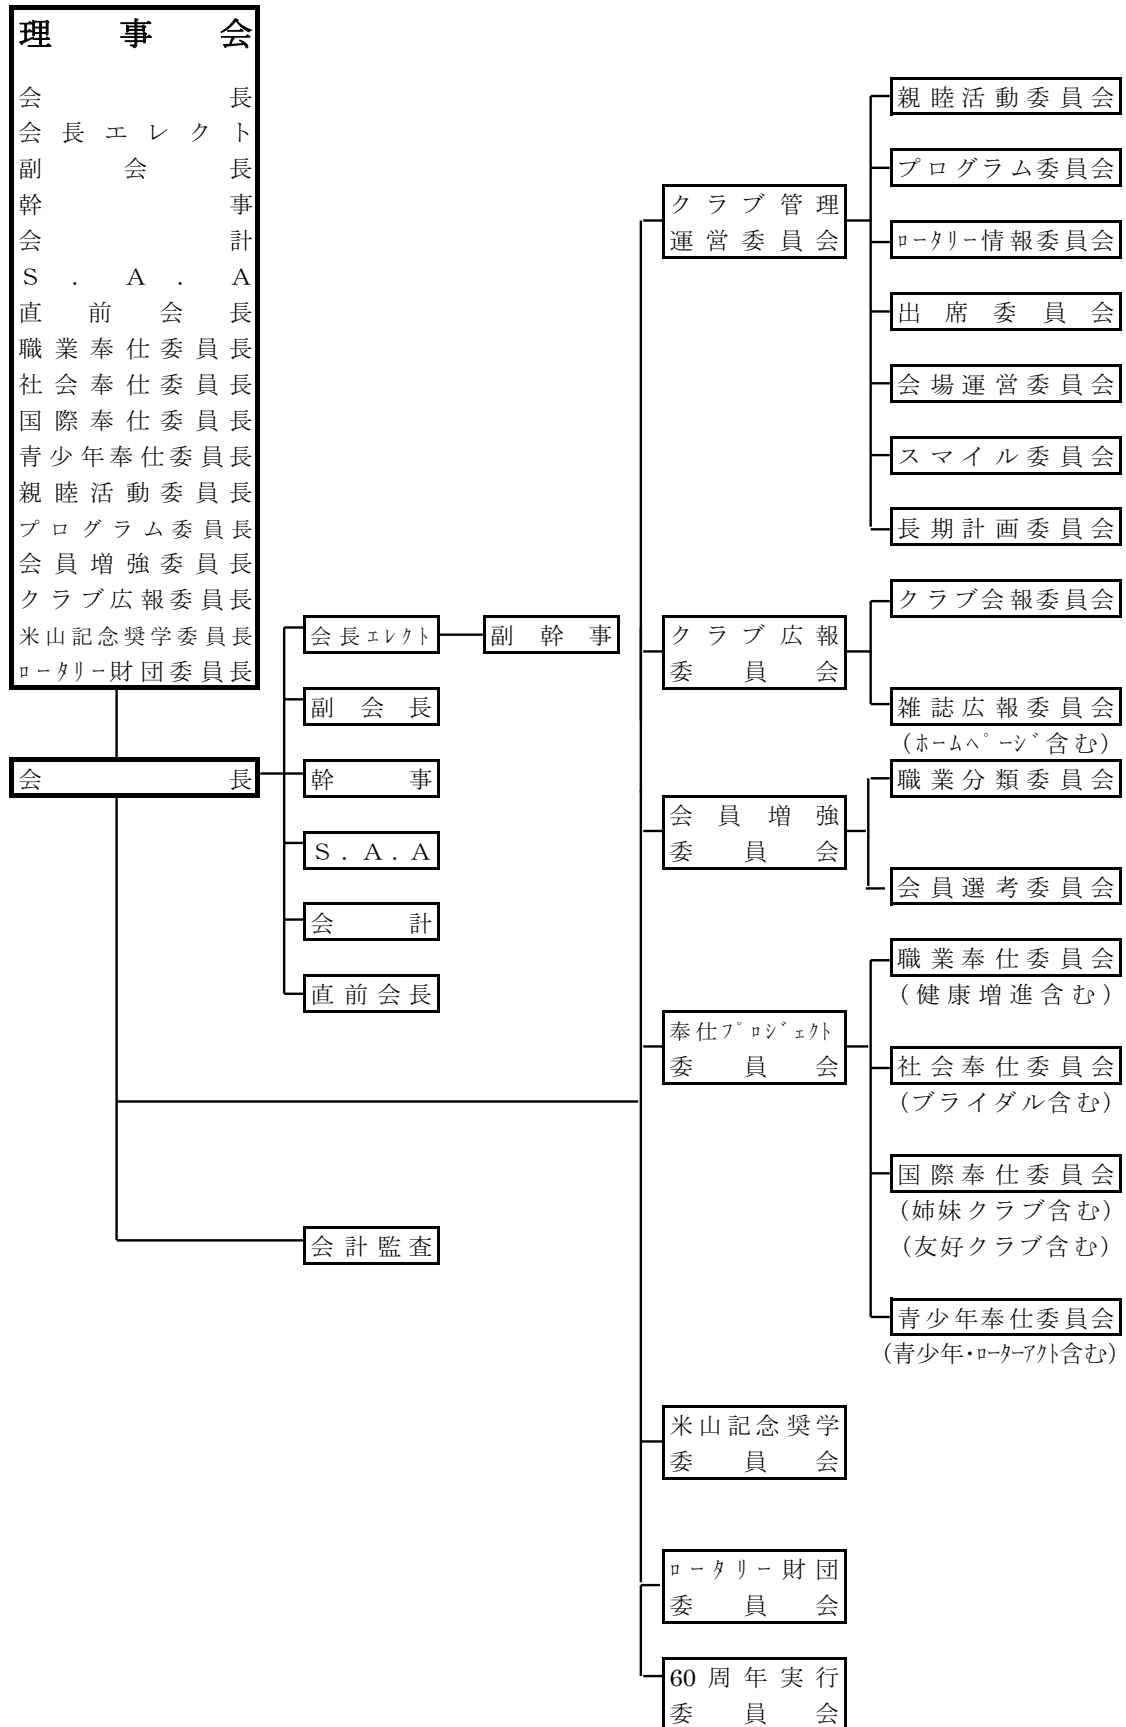 理事会
会長
会長エレクト
副会長
幹事
会計
S.A.A
直前会長
職業奉仕委員長
社会奉仕委員長
国際奉仕委員長
青少年奉仕委員長
親睦活動委員長
プログラム委員長
会員増強委員長
クラブ広報委員長
米山記念奨学委員長
ﾛｰﾀﾘｰ財団委員長
会長
会長ｴﾚｸﾄ
副幹事
副会長
幹事
S.A.A
会計
直前会長
会計監査
クラブ管理
運営委員会
親睦活動委員会
プログラム委員会
ﾛｰﾀﾘｰ情報委員会
出席委員会
会場運営委員会
スマイル委員会
長期計画委員会
クラブ広報
委員会
クラブ会報委員会
雑誌広報委員会
(ﾎｰﾑﾍﾟｰｼﾞ含む)
会員増強
委員会
職業分類委員会
会員選考委員会
奉仕ﾌﾟﾛｼﾞｪｸﾄ
委員会
職業奉仕委員会
(健康増進含む)
社会奉仕委員会
(ブライダル含む)
国際奉仕委員会
(姉妹クラブ含む)
(友好クラブ含む)
青少年奉仕委員会
(青少年・ﾛｰﾀｰｱｸﾄ含む)
米山記念奨学
委員会
ﾛｰﾀﾘｰ財団
委員会
60周年実行
委員会